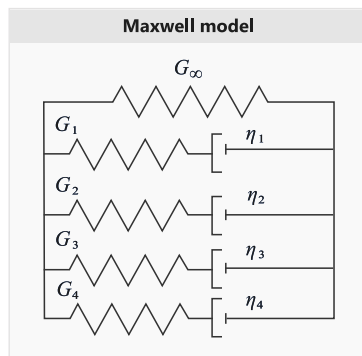 Maxwell model
G∞
G1 η1
G2 η2
G3 η3
G4 η4